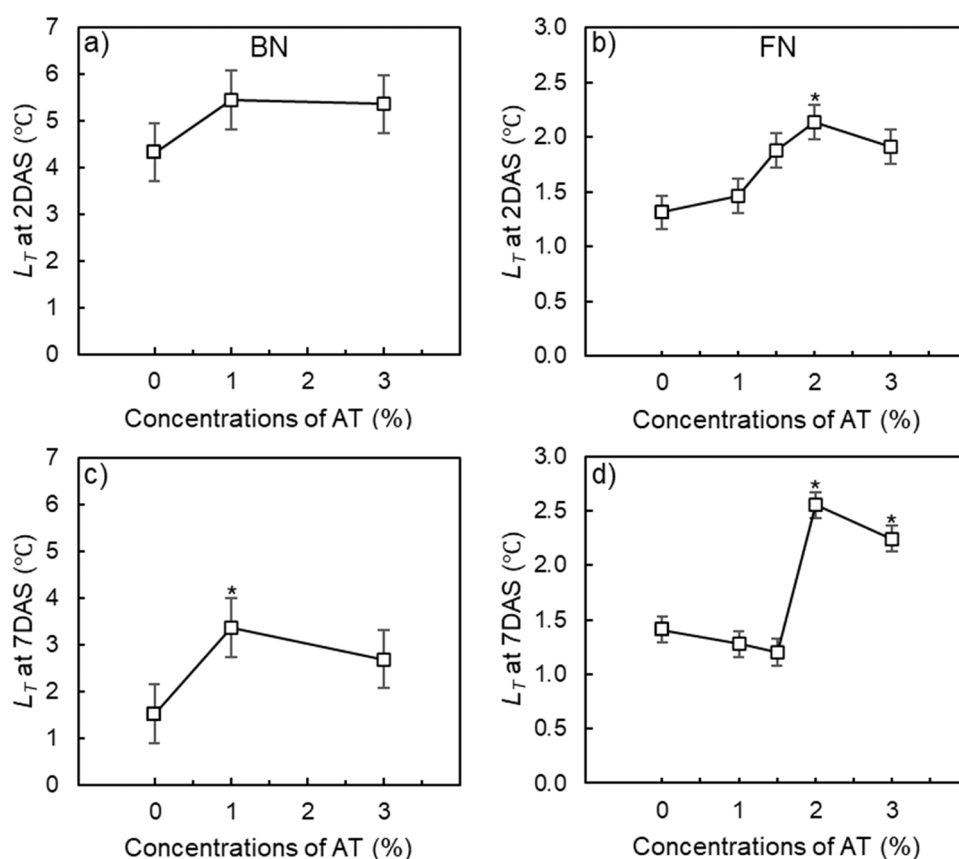 a)
BN
7
6
5
4
3
2
1
0
L_T at 2DAS (℃)
0 1 2 3
Concentrations of AT (%)
b)
FN
3.0
2.5
2.0
1.5
1.0
0.5
0.0
L_T at 2DAS (℃)
*
0 1 2 3
Concentrations of AT (%)
c)
7
6
5
4
3
2
1
0
L_T at 7DAS (℃)
*
0 1 2 3
Concentrations of AT (%)
d)
3.0
2.5
2.0
1.5
1.0
0.5
0.0
L_T at 7DAS (℃)
*
*
0 1 2 3
Concentrations of AT (%)